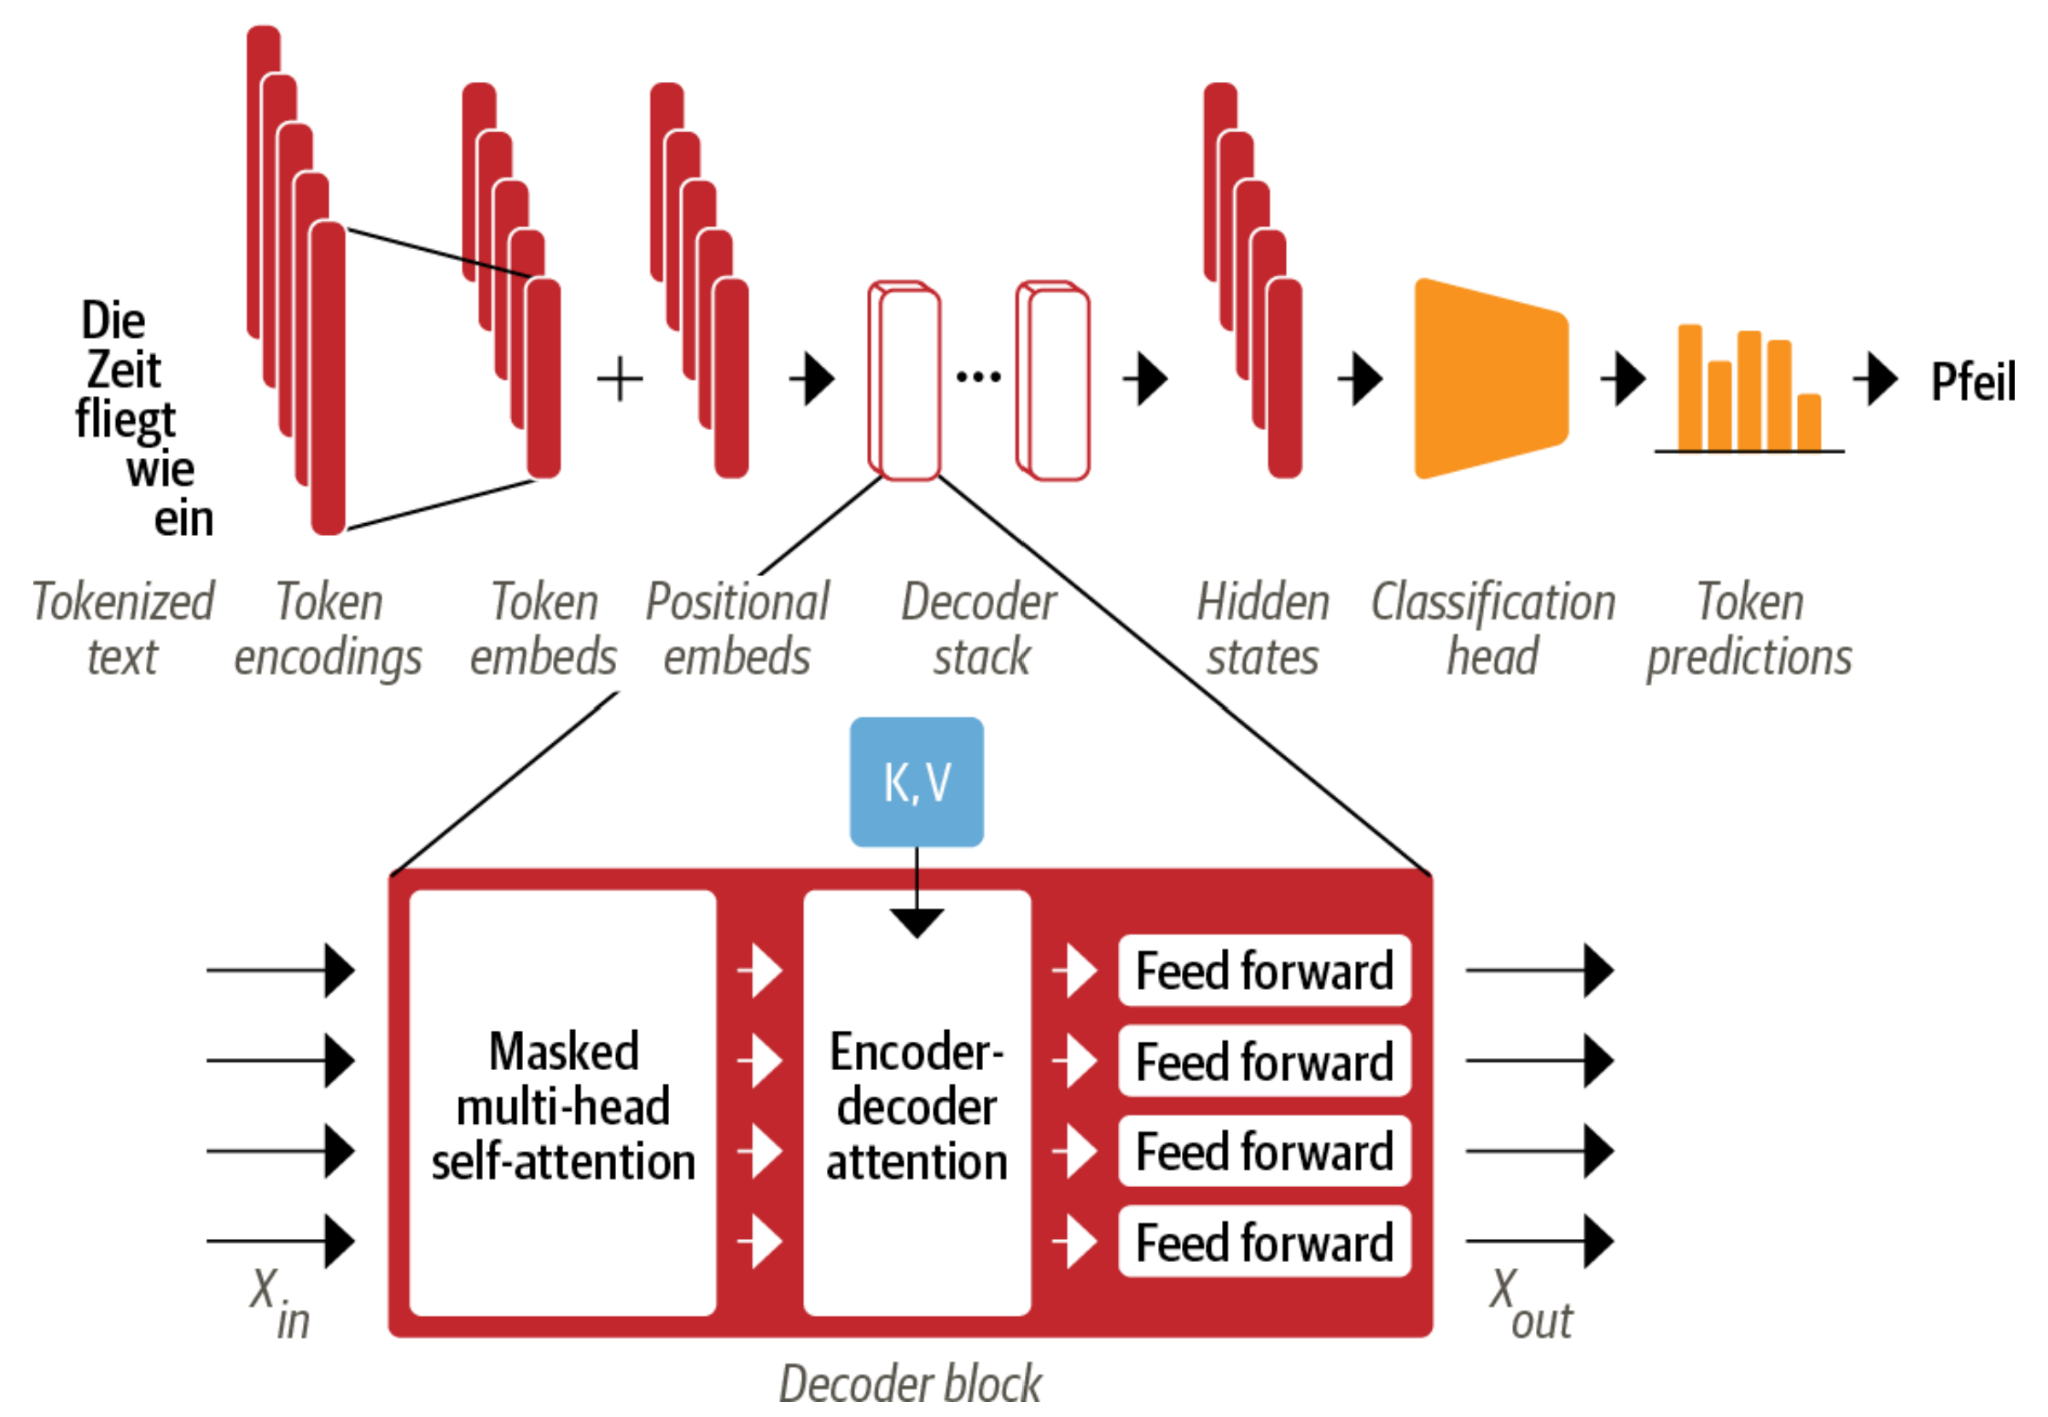 Die
Zeit
fliegt
wie
ein
Pfeil
Tokenized
text
Token
encodings
Token
embeds
Positional
embeds
Decoder
stack
Hidden
states
Classification
head
Token
predictions
K, V
Masked
multi-head
self-attention
Encoder-
decoder
attention
Feed forward
Feed forward
Feed forward
Feed forward
X in
X out
Decoder block